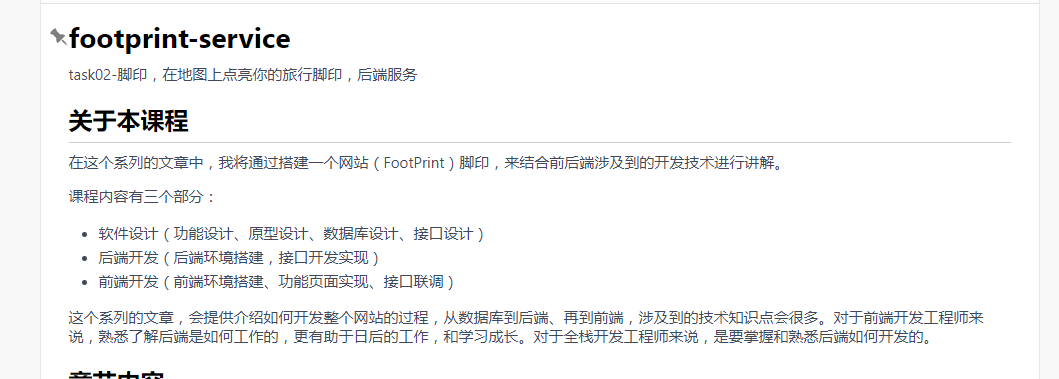 footprint-service
task02-脚印，在地图上点亮你的旅行脚印，后端服务
关于本课程
在这个系列的文章中，我将通过搭建一个网站（FootPrint）脚印，来结合前后端涉及到的开发技术进行讲解。
课程内容有三个部分：
软件设计（功能设计、原型设计、数据库设计、接口设计）
后端开发（后端环境搭建，接口开发实现）
前端开发（前端环境搭建、功能页面实现、接口联调）
这个系列的文章，会提供介绍如何开发整个网站的过程，从数据库到后端、再到前端，涉及到的技术知识点会很多。对于前端开发工程师来
说，熟悉了解后端是如何工作的，更有助于日后的工作，和学习成长。对于全栈开发工程师来说，是要掌握和熟悉后端如何开发的。
章节内容